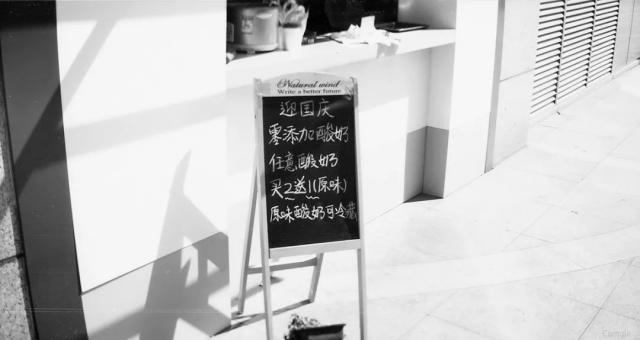 Natural wind
Write a better future
迎国庆
零添加酸奶
任意酸奶
买2送1(原味)
原味酸奶可冷藏